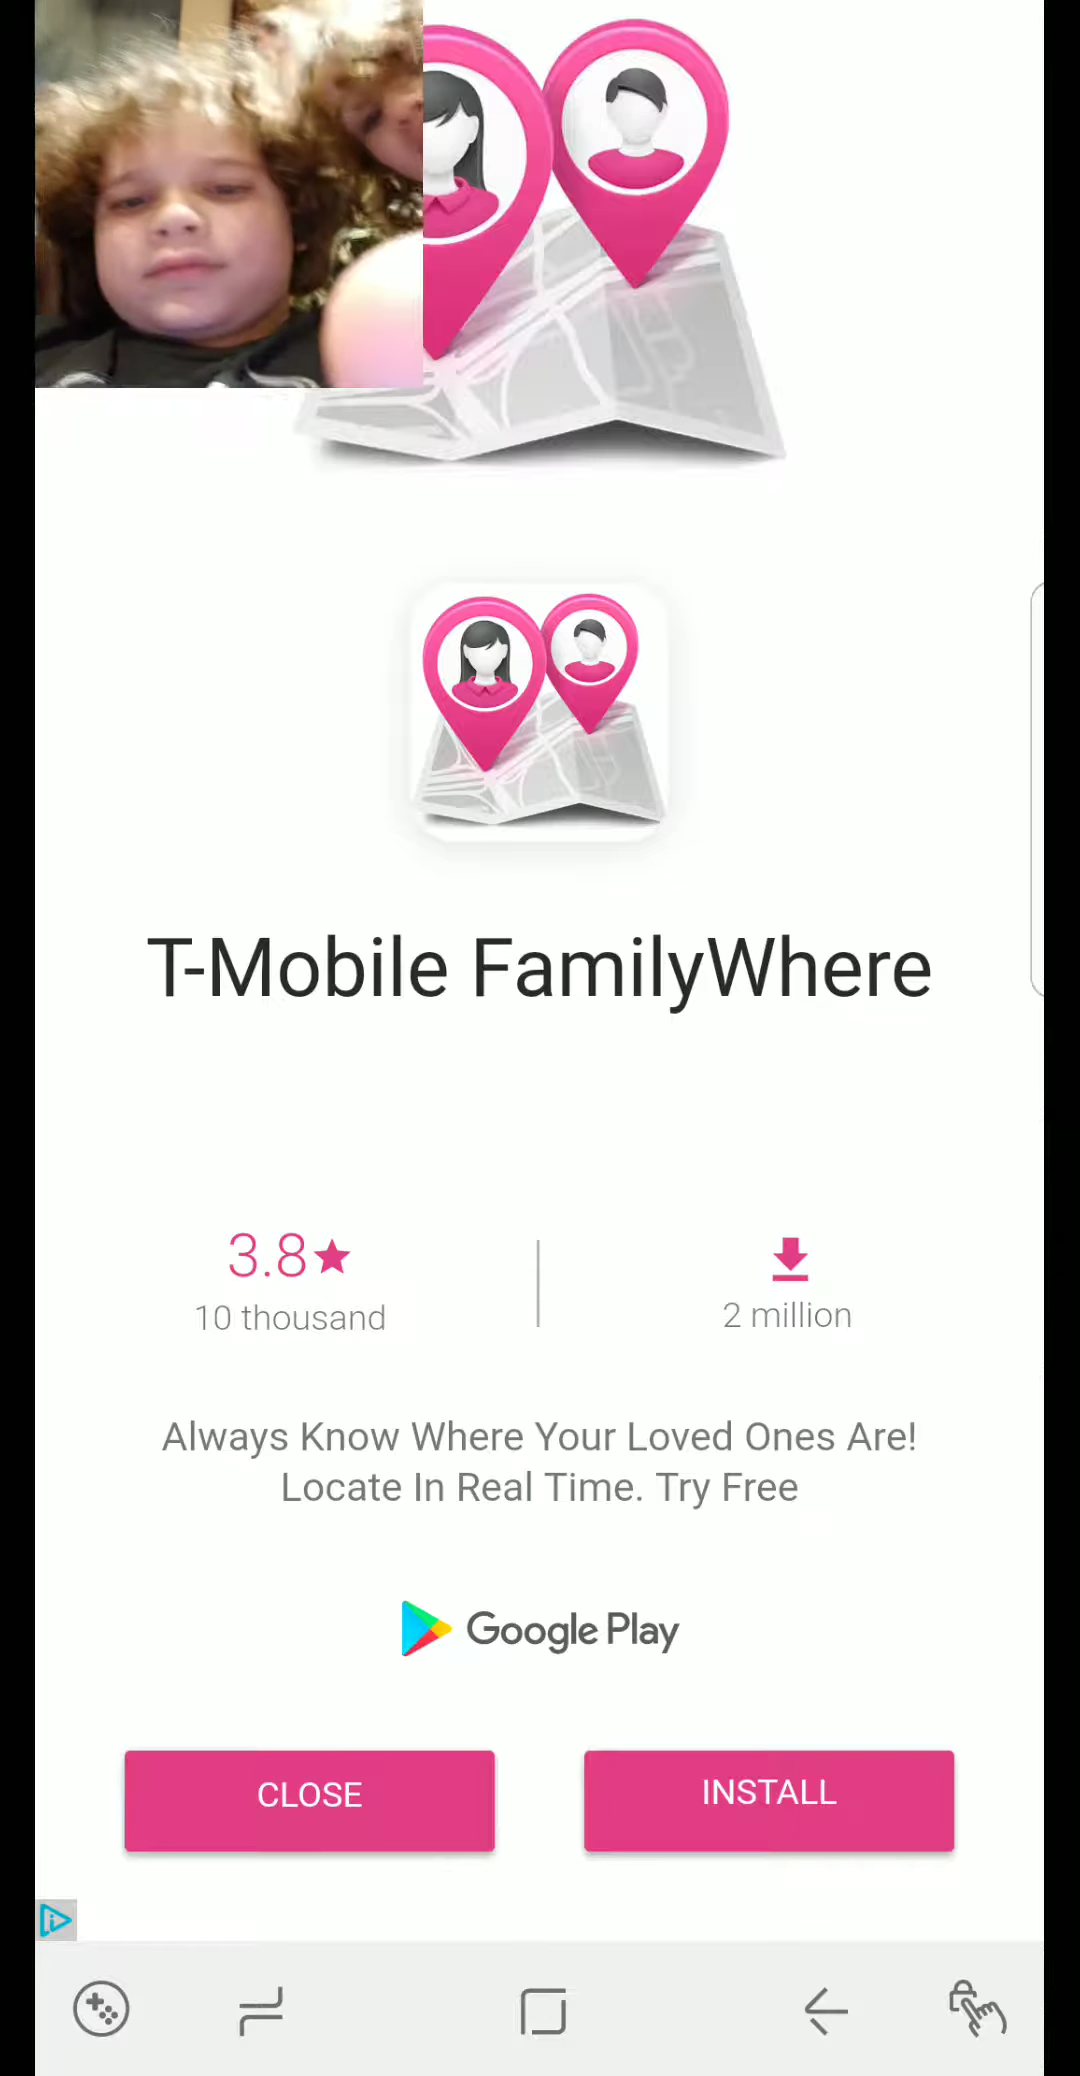 T-Mobile FamilyWhere
3.8★
10 thousand
2 million
Always Know Where Your Loved Ones Are!
Locate In Real Time. Try Free
Google Play
CLOSE
INSTALL